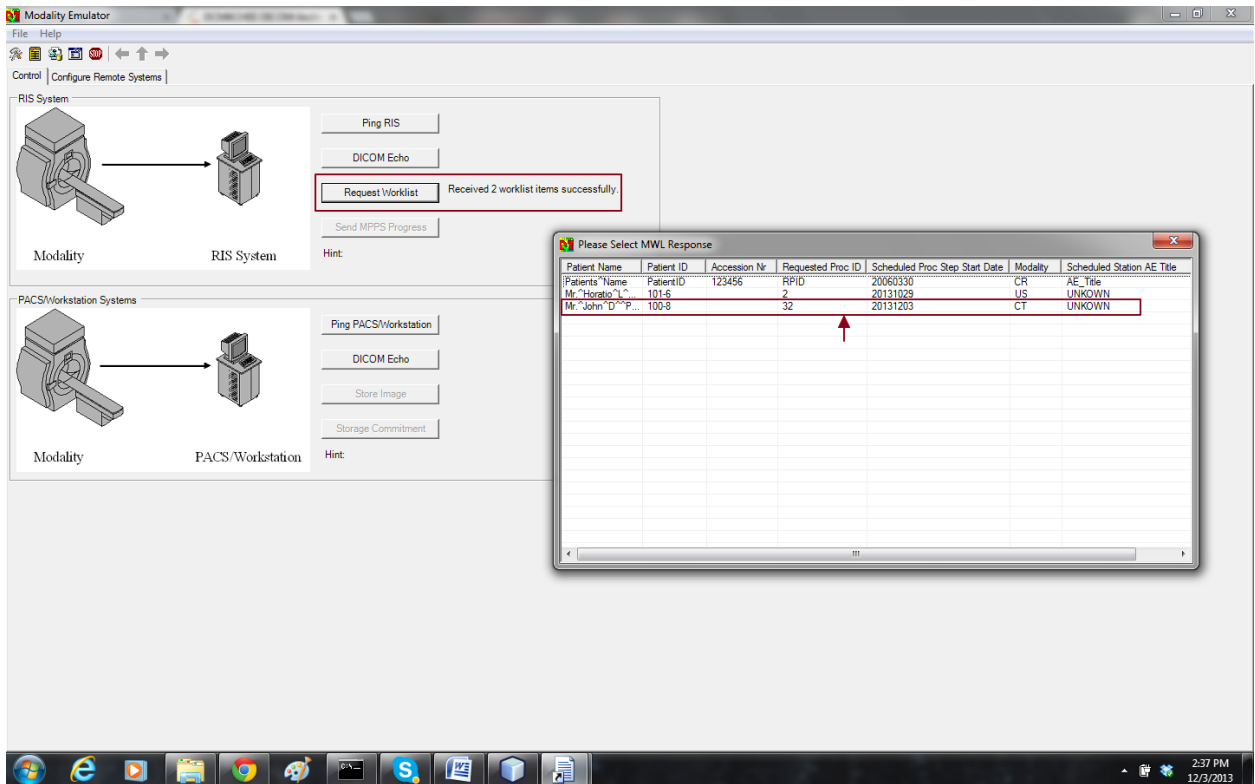 Modality Emulator
File Help
Control Configure Remote Systems
RIS System
Ping RIS
DICOM Echo
Request Worklist Received 2 worklist items successfully.
Send MPPS Progress
Modality RIS System Hint:
PACS/Workstation Systems
Ping PACS/Workstation
DICOM Echo
Store Image
Storage Commitment
Modality PACS/Workstation Hint:
Please Select MWL Response
Patient Name Patient ID Accession Nr Requested Proc ID Scheduled Proc Step Start Date Modality Scheduled Station AE Title
Patients^Name PatientID 123456 RPID 20060330 CR AE_Title
Mr.^Horatio^L^... 101-6 2 20131029 US UNKOWN
Mr.^John^D^^P... 100-8 32 20131203 CT UNKOWN
2:37 PM
12/3/2013